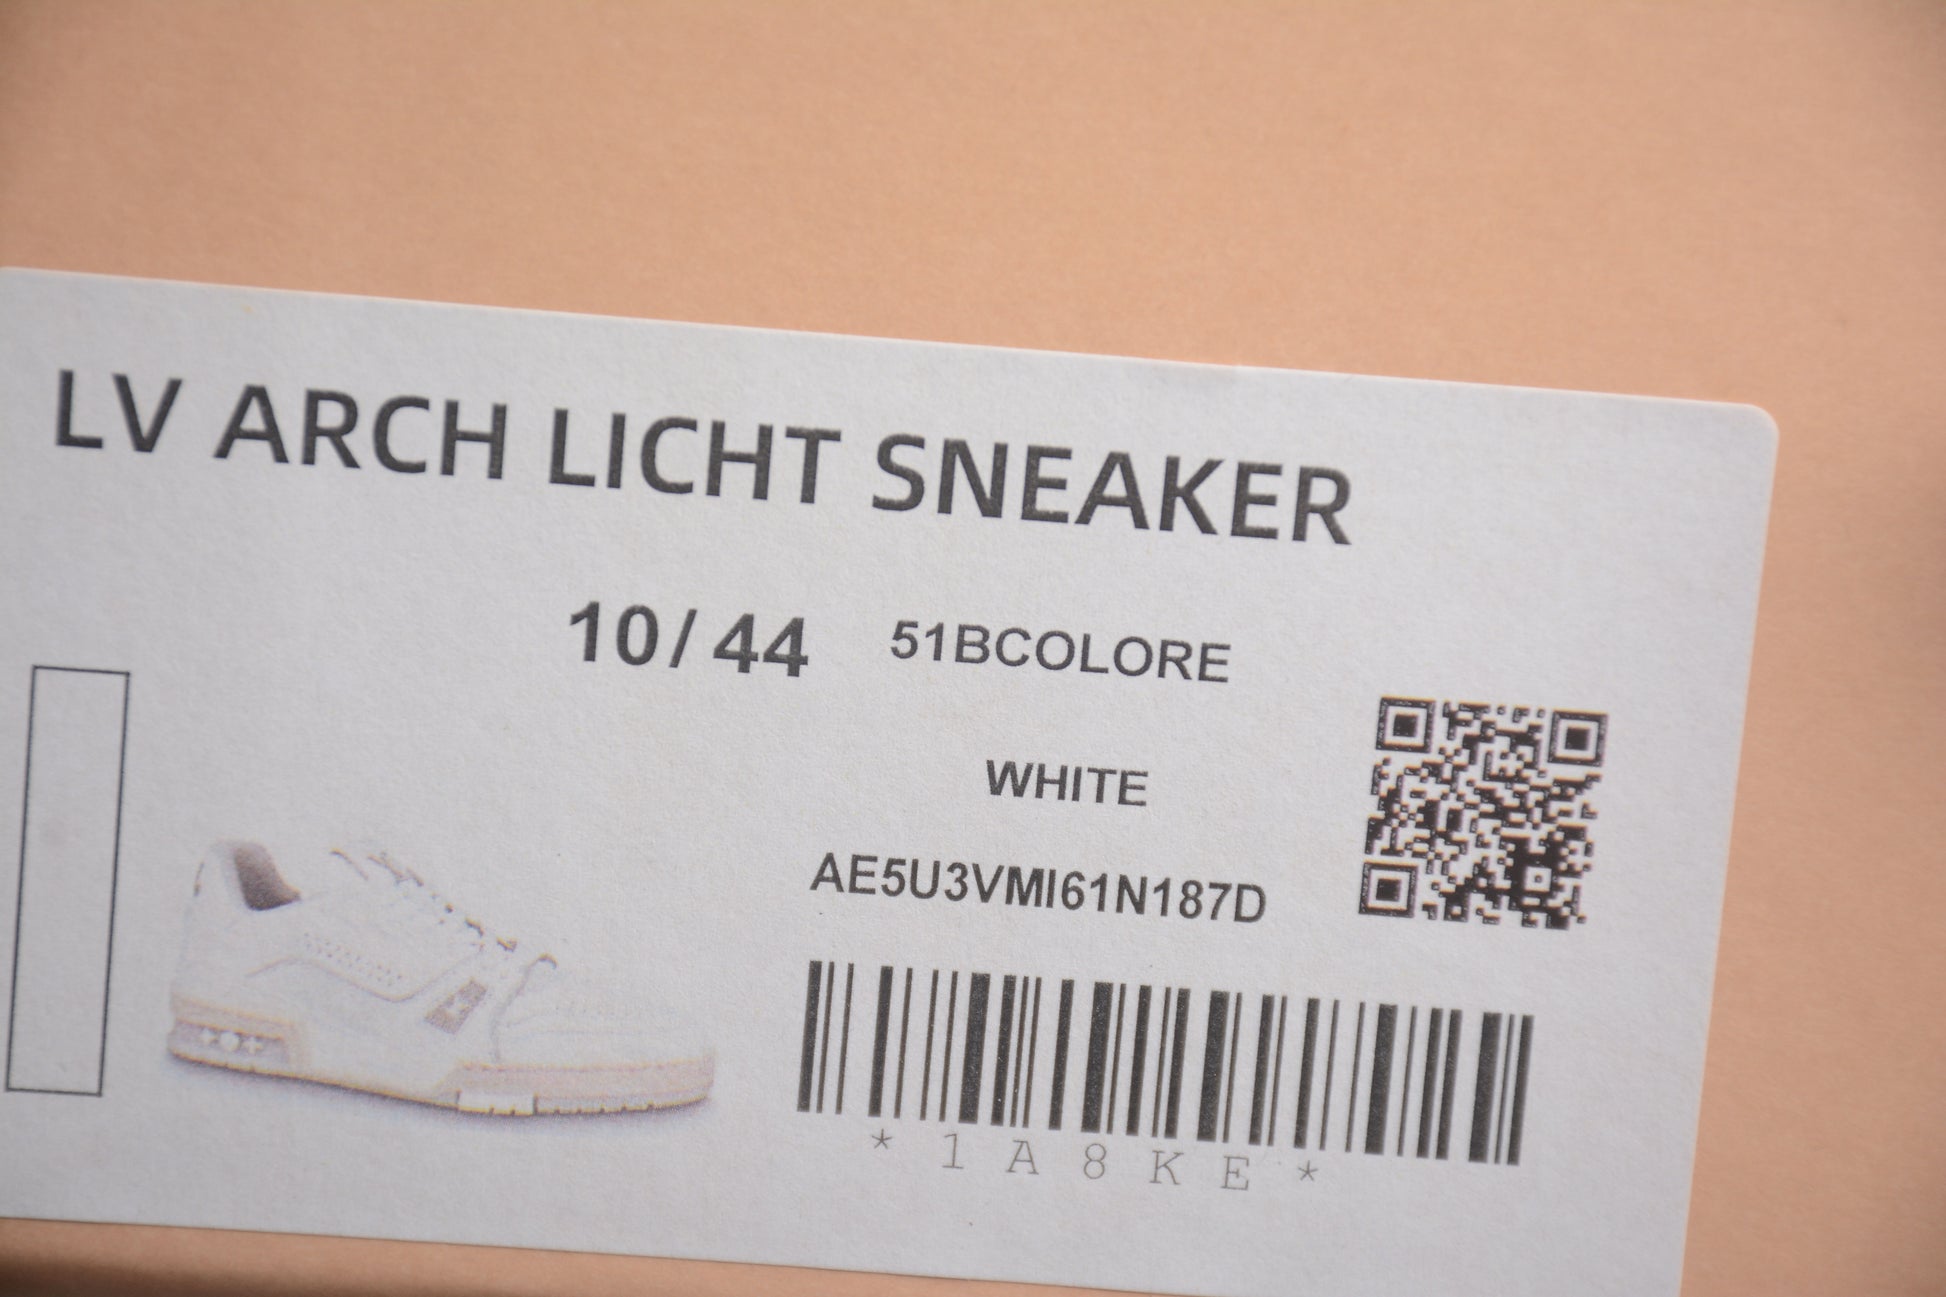 LV ARCH LICHT SNEAKER
10/ 44 51BCOLORE
WHITE
AE5U3VMI61N187D
*1A8KE*